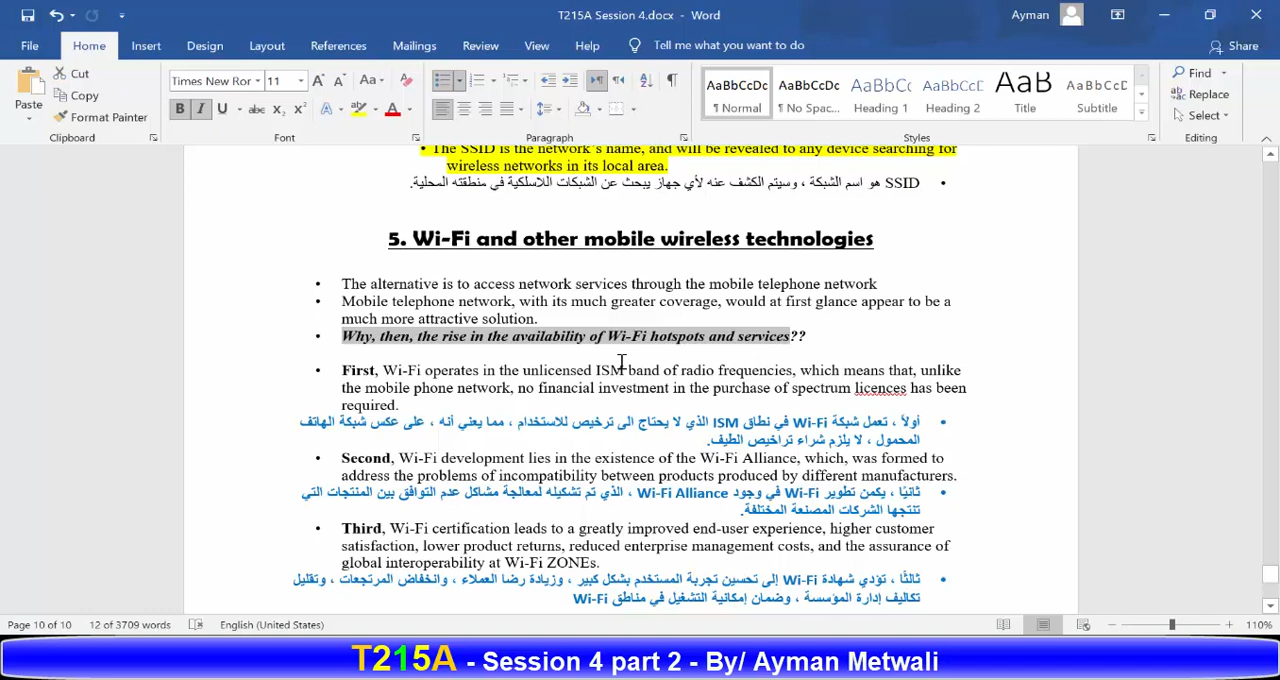 T215A Session 4.docx - Word
Ayman
File Home Insert Design Layout References Mailings Review View Help Tell me what you want to do Share
Paste
Cut
Copy
Format Painter
Clipboard
Times New Ror 11
Font
Paragraph
AaBbCcDc AaBbCcDc AaBbC AaBbCc AaB AaBbCcD
¶ Normal ¶ No Spac... Heading 1 Heading 2 Title Subtitle
Styles
Find
Replace
Select
Editing
• The SSID is the network's name, and will be revealed to any device searching for
wireless networks in its local area.
• SSID هو اسم الشبكة ، وسيتم الكشف عنه لأي جهاز يبحث عن الشبكات اللاسلكية في منطقته المحلية.
5. Wi-Fi and other mobile wireless technologies
• The alternative is to access network services through the mobile telephone network
• Mobile telephone network, with its much greater coverage, would at first glance appear to be a
much more attractive solution.
• Why, then, the rise in the availability of Wi-Fi hotspots and services??
• First, Wi-Fi operates in the unlicensed ISM band of radio frequencies, which means that, unlike
the mobile phone network, no financial investment in the purchase of spectrum licences has been
required.
• أولاً ، تعمل شبكة Wi-Fi في نطاق ISM الذي لا يحتاج الى ترخيص للاستخدام ، مما يعني أنه ، على عكس شبكة الهاتف
المحمول ، لا يلزم شراء تراخيص الطيف.
• Second, Wi-Fi development lies in the existence of the Wi-Fi Alliance, which, was formed to
address the problems of incompatibility between products produced by different manufacturers.
• ثانيًا ، يكمن تطوير Wi-Fi في وجود Wi-Fi Alliance ، الذي تم تشكيله لمعالجة مشاكل عدم التوافق بين المنتجات التي
تنتجها الشركات المصنعة المختلفة.
• Third, Wi-Fi certification leads to a greatly improved end-user experience, higher customer
satisfaction, lower product returns, reduced enterprise management costs, and the assurance of
global interoperability at Wi-Fi ZONEs.
• ثالثًا ، تؤدي شهادة Wi-Fi إلى تحسين تجربة المستخدم بشكل كبير ، وزيادة رضا العملاء ، وانخفاض المرتجعات ، وتقليل
تكاليف إدارة المؤسسة ، وضمان إمكانية التشغيل في مناطق Wi-Fi
Page 10 of 10 12 of 3709 words English (United States) 110%
T215A - Session 4 part 2 - By/ Ayman Metwali